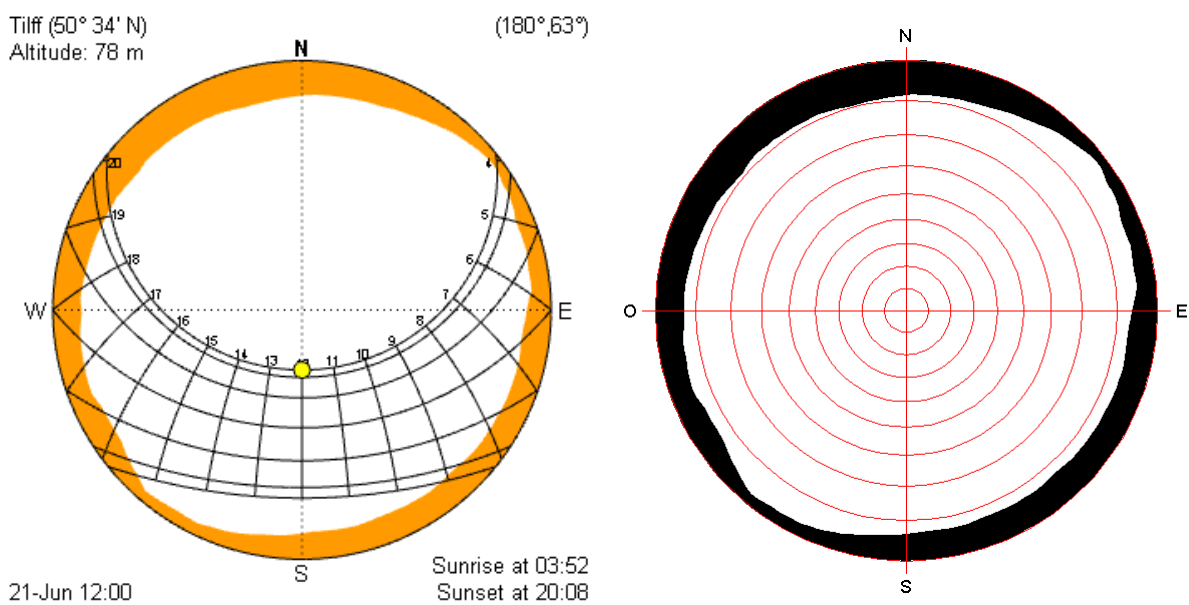 Tilff (50° 34' N)
(180°,63°)
Altitude: 78 m
N
N
20
4
19
5
18
6
17
7
16
8
15
9
14
10
13
11
W
E
O
E
S
S
Sunrise at 03:52
21-Jun 12:00
Sunset at 20:08